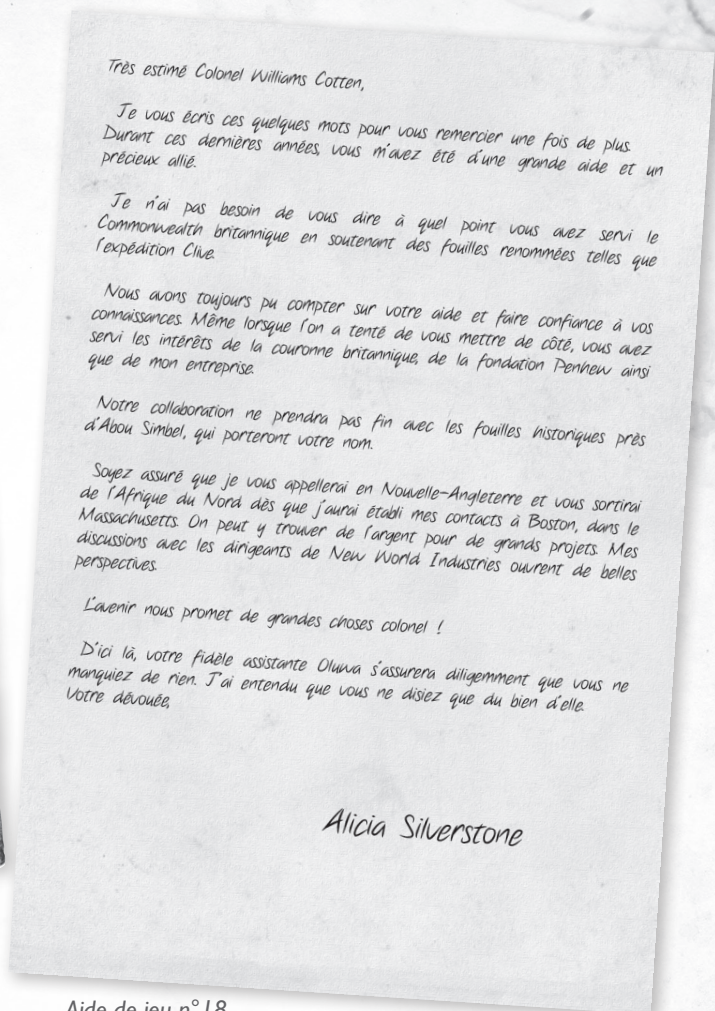 Très estimé Colonel Williams Cotten,
Je vous écris ces quelques mots pour vous remercier une fois de plus.
Durant ces dernières années, vous m'avez été d'une grande aide et un
précieux allié.
Je n'ai pas besoin de vous dire à quel point vous avez servi le
Commonwealth britannique en soutenant des fouilles renommées telles que
l'expédition Clive.
Nous avons toujours pu compter sur votre aide et faire confiance à vos
connaissances. Même lorsque l'on a tenté de vous mettre de côté, vous avez
servi les intérêts de la couronne britannique, de la fondation Penhew ainsi
que de mon entreprise.
Notre collaboration ne prendra pas fin avec les fouilles historiques près
d'Abou Simbel, qui porteront votre nom.
Soyez assuré que je vous appellerai en Nouvelle-Angleterre et vous sortirai
de l'Afrique du Nord dès que j'aurai établi mes contacts à Boston, dans le
Massachusetts. On peut y trouver de l'argent pour de grands projets. Mes
discussions avec les dirigeants de New World Industries ouvrent de belles
perspectives.
L'avenir nous promet de grandes choses colonel !
D'ici là, votre fidèle assistante Oluwa s'assurera diligemment que vous ne
manquiez de rien. J'ai entendu que vous ne disiez que du bien d'elle.
Votre dévouée,
Alicia Silverstone
Aide de jeu n°18